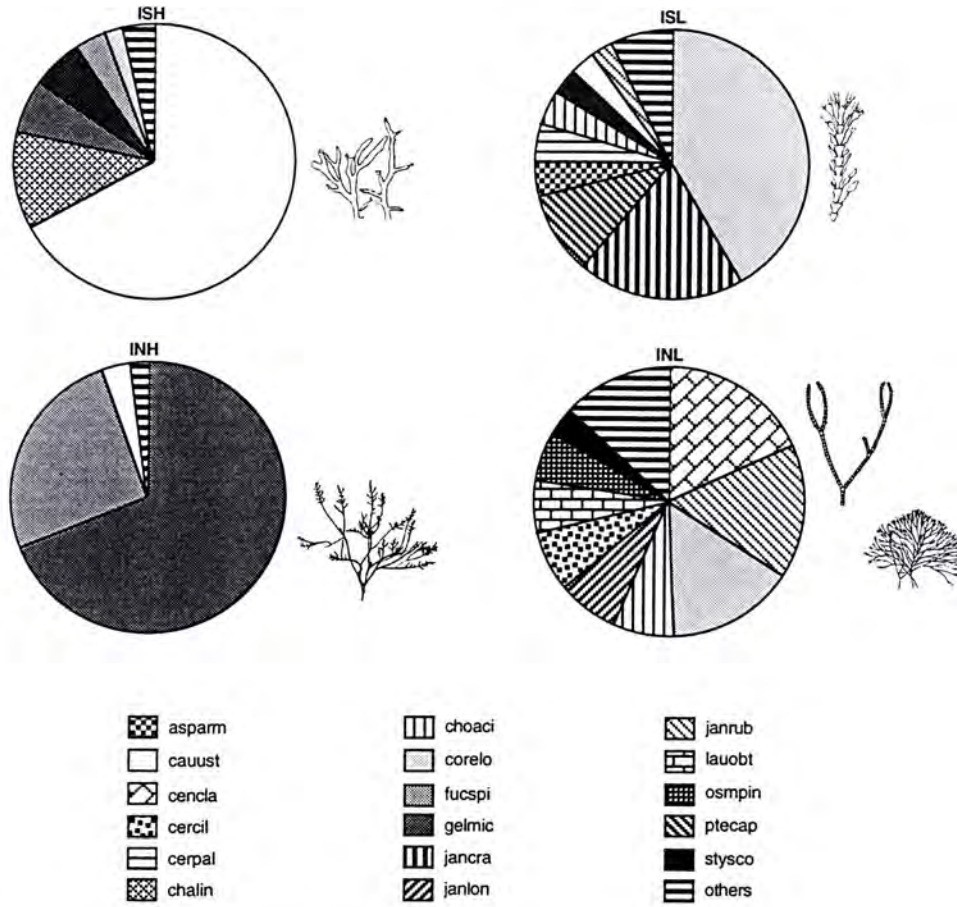 ISH
ISL
INH
INL
asparm
cauust
cencla
cercil
cerpal
chalin
choaci
corelo
fucspi
gelmic
jancra
janlon
janrub
lauobt
osmpin
ptecap
stysco
others